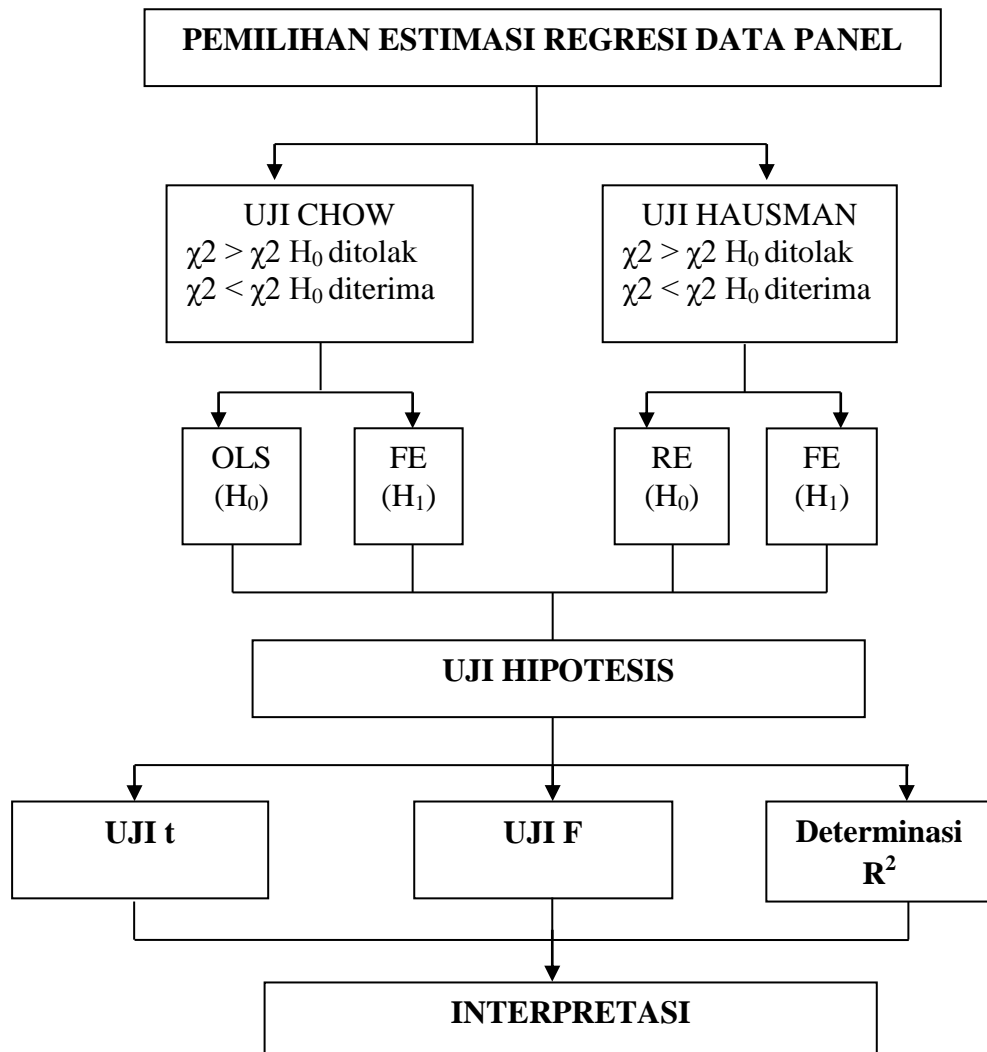 PEMILIHAN ESTIMASI REGRESI DATA PANEL
UJI CHOW
χ2 > χ2 H₀ ditolak
χ2 < χ2 H₀ diterima
UJI HAUSMAN
χ2 > χ2 H₀ ditolak
χ2 < χ2 H₀ diterima
OLS
(H₀)
FE
(H₁)
RE
(H₀)
FE
(H₁)
UJI HIPOTESIS
UJI t
UJI F
Determinasi
R²
INTERPRETASI